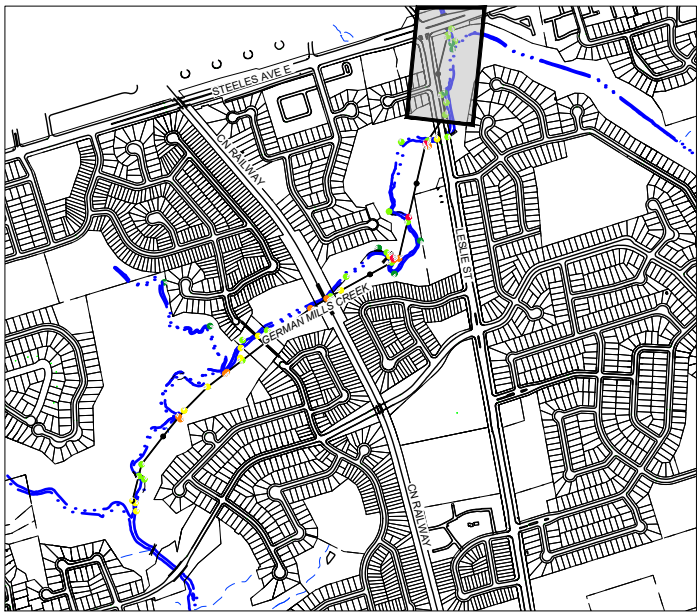 STEELES AVE E
CN RAILWAY
LESLIE ST
GERMAN MILLS CREEK
CN RAILWAY